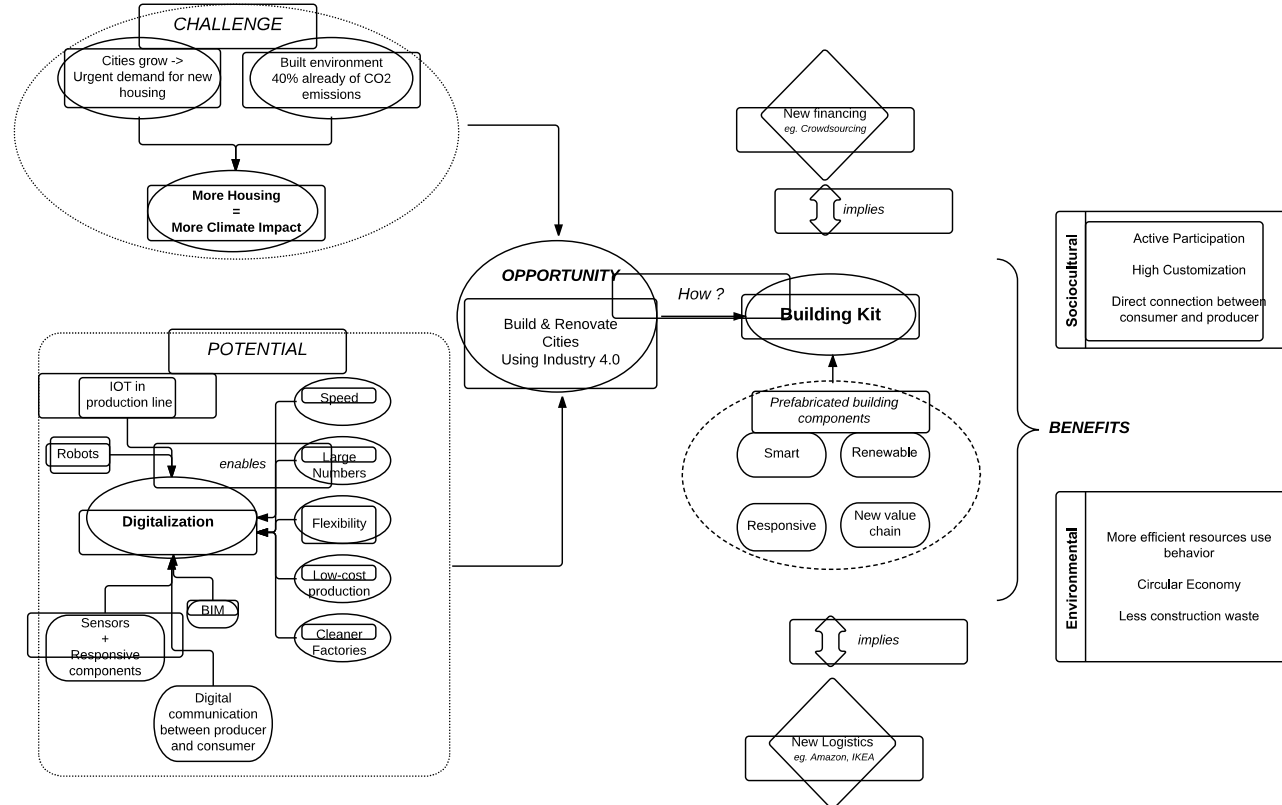 CHALLENGE
Cities grow ->
Urgent demand for new
housing
Built environment
40% already of CO2
emissions
More Housing
=
More Climate Impact
POTENTIAL
IOT in
production line
Robots
enables
Digitalization
Speed
Large
Numbers
Flexibility
Low-cost
production
Cleaner
Factories
BIM
Sensors
+
Responsive
components
Digital
communication
between producer
and consumer
OPPORTUNITY
Build & Renovate
Cities
Using Industry 4.0
How ?
New financing
eg. Crowdsourcing
implies
Building Kit
Prefabricated building
components
Smart
Renewable
Responsive
New value
chain
implies
New Logistics
eg. Amazon, IKEA
BENEFITS
Sociocultural
Active Participation
High Customization
Direct connection between
consumer and producer
Environmental
More efficient resources use
behavior
Circular Economy
Less construction waste